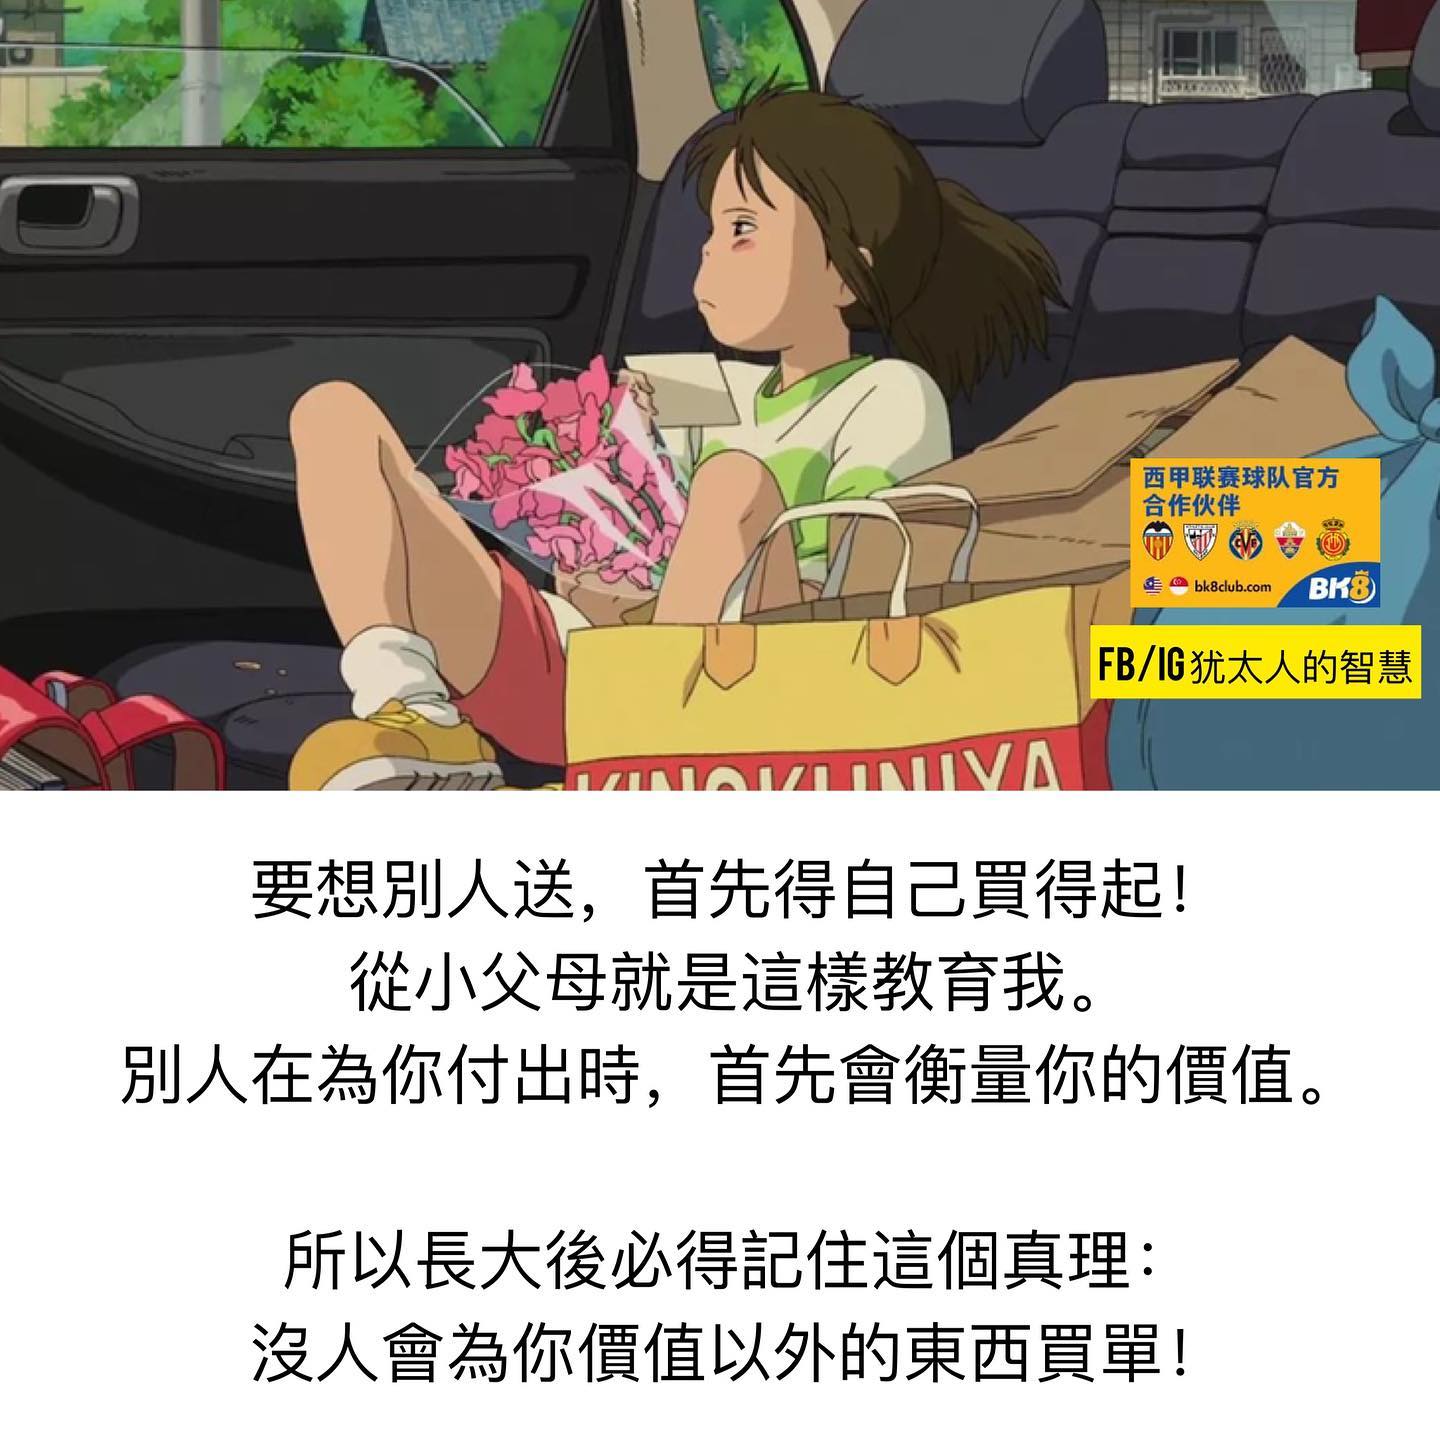 西甲联赛球队官方
合作伙伴
bk8club.com
BK8
FB/IG犹太人的智慧
KINOKUNIYA
要想別人送，首先得自己買得起！
從小父母就是這樣教育我。
別人在為你付出時，首先會衡量你的價值。
所以長大後必得記住這個真理：
沒人會為你價值以外的東西買單！